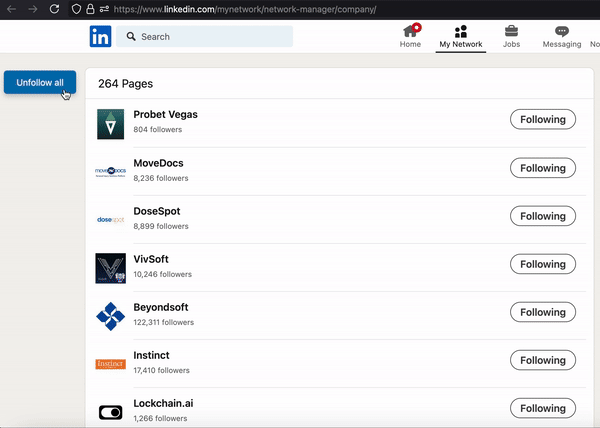 https://www.linkedin.com/mynetwork/network-manager/company/
in
Search
Home
My Network
Jobs
Messaging
No
Unfollow all
264 Pages
Probet Vegas
804 followers
Following
MoveDocs
8,236 followers
Following
dosespot
DoseSpot
8,899 followers
Following
VivSoft
10,246 followers
Following
Beyondsoft
122,311 followers
Following
Instinct
Instinct
17,410 followers
Following
Lockchain.ai
1,266 followers
Following